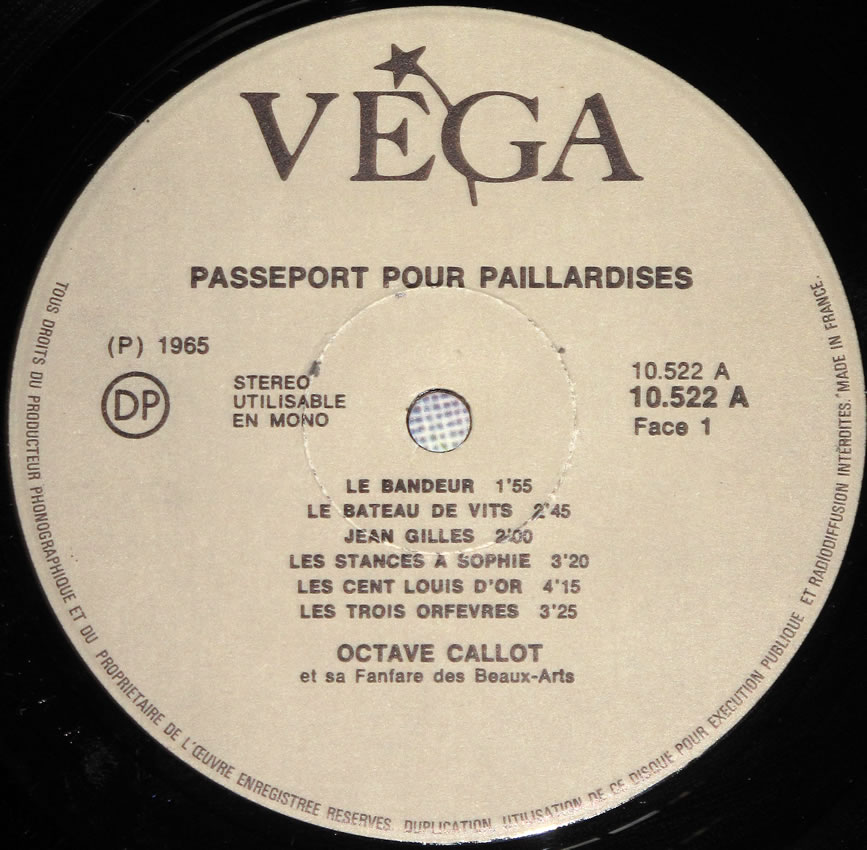 VÉGA
PASSEPORT POUR PAILLARDISES
(P) 1965
DP
STEREO
UTILISABLE
EN MONO
10.522 A
10.522 A
Face 1
LE BANDEUR 1'55
LE BATEAU DE VITS 2'45
JEAN GILLES 2'00
LES STANCES A SOPHIE 3'20
LES CENT LOUIS D'OR 4'15
LES TROIS ORFEVRES 3'25
OCTAVE CALLOT
et sa Fanfare des Beaux-Arts
TOUS DROITS DU PRODUCTEUR PHONOGRAPHIQUE ET DU PROPRIETAIRE DE L'ŒUVRE ENREGISTREE RESERVES. DUPLICATION, UTILISATION DE CE DISQUE POUR EXECUTION PUBLIQUE ET RADIODIFFUSION INTERDITES. MADE IN FRANCE.